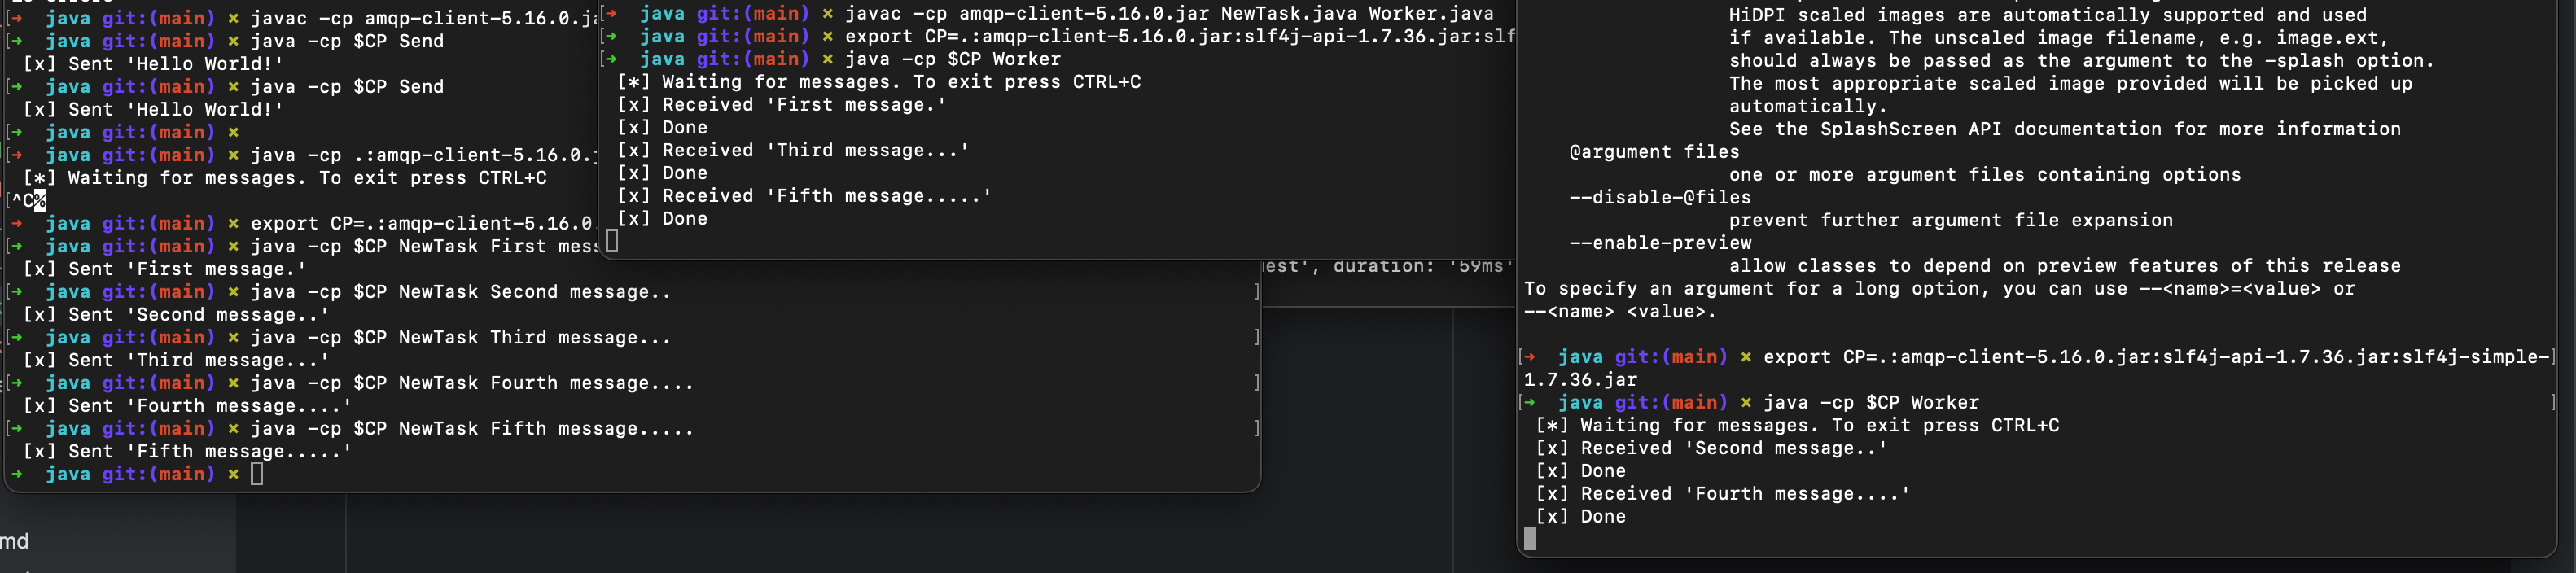 [→ java git:(main) × javac -cp amqp-client-5.16.0.ja
[→ java git:(main) × java -cp $CP Send
[x] Sent 'Hello World!'
[→ java git:(main) × java -cp $CP Send
[x] Sent 'Hello World!'
[→ java git:(main) ×
[→ java git:(main) × java -cp .:amqp-client-5.16.0.j
[*] Waiting for messages. To exit press CTRL+C
[^C%
→ java git:(main) × export CP=.:amqp-client-5.16.0.
[→ java git:(main) × java -cp $CP NewTask First mess
[x] Sent 'First message.'
[→ java git:(main) × java -cp $CP NewTask Second message.. ]
[x] Sent 'Second message..'
[→ java git:(main) × java -cp $CP NewTask Third message... ]
[x] Sent 'Third message...'
[→ java git:(main) × java -cp $CP NewTask Fourth message.... ]
[x] Sent 'Fourth message....'
[→ java git:(main) × java -cp $CP NewTask Fifth message..... ]
[x] Sent 'Fifth message.....'
→ java git:(main) ×
md
[→ java git:(main) × javac -cp amqp-client-5.16.0.jar NewTask.java Worker.java
[→ java git:(main) × export CP=.:amqp-client-5.16.0.jar:slf4j-api-1.7.36.jar:slf
[→ java git:(main) × java -cp $CP Worker
[*] Waiting for messages. To exit press CTRL+C
[x] Received 'First message.'
[x] Done
[x] Received 'Third message...'
[x] Done
[x] Received 'Fifth message.....'
[x] Done
est', duration: '59ms'
HiDPI scaled images are automatically supported and used
if available. The unscaled image filename, e.g. image.ext,
should always be passed as the argument to the -splash option.
The most appropriate scaled image provided will be picked up
automatically.
See the SplashScreen API documentation for more information
@argument files
one or more argument files containing options
--disable-@files
prevent further argument file expansion
--enable-preview
allow classes to depend on preview features of this release
To specify an argument for a long option, you can use --<name>=<value> or
--<name> <value>.
[→ java git:(main) × export CP=.:amqp-client-5.16.0.jar:slf4j-api-1.7.36.jar:slf4j-simple-]
1.7.36.jar
[→ java git:(main) × java -cp $CP Worker ]
[*] Waiting for messages. To exit press CTRL+C
[x] Received 'Second message..'
[x] Done
[x] Received 'Fourth message....'
[x] Done